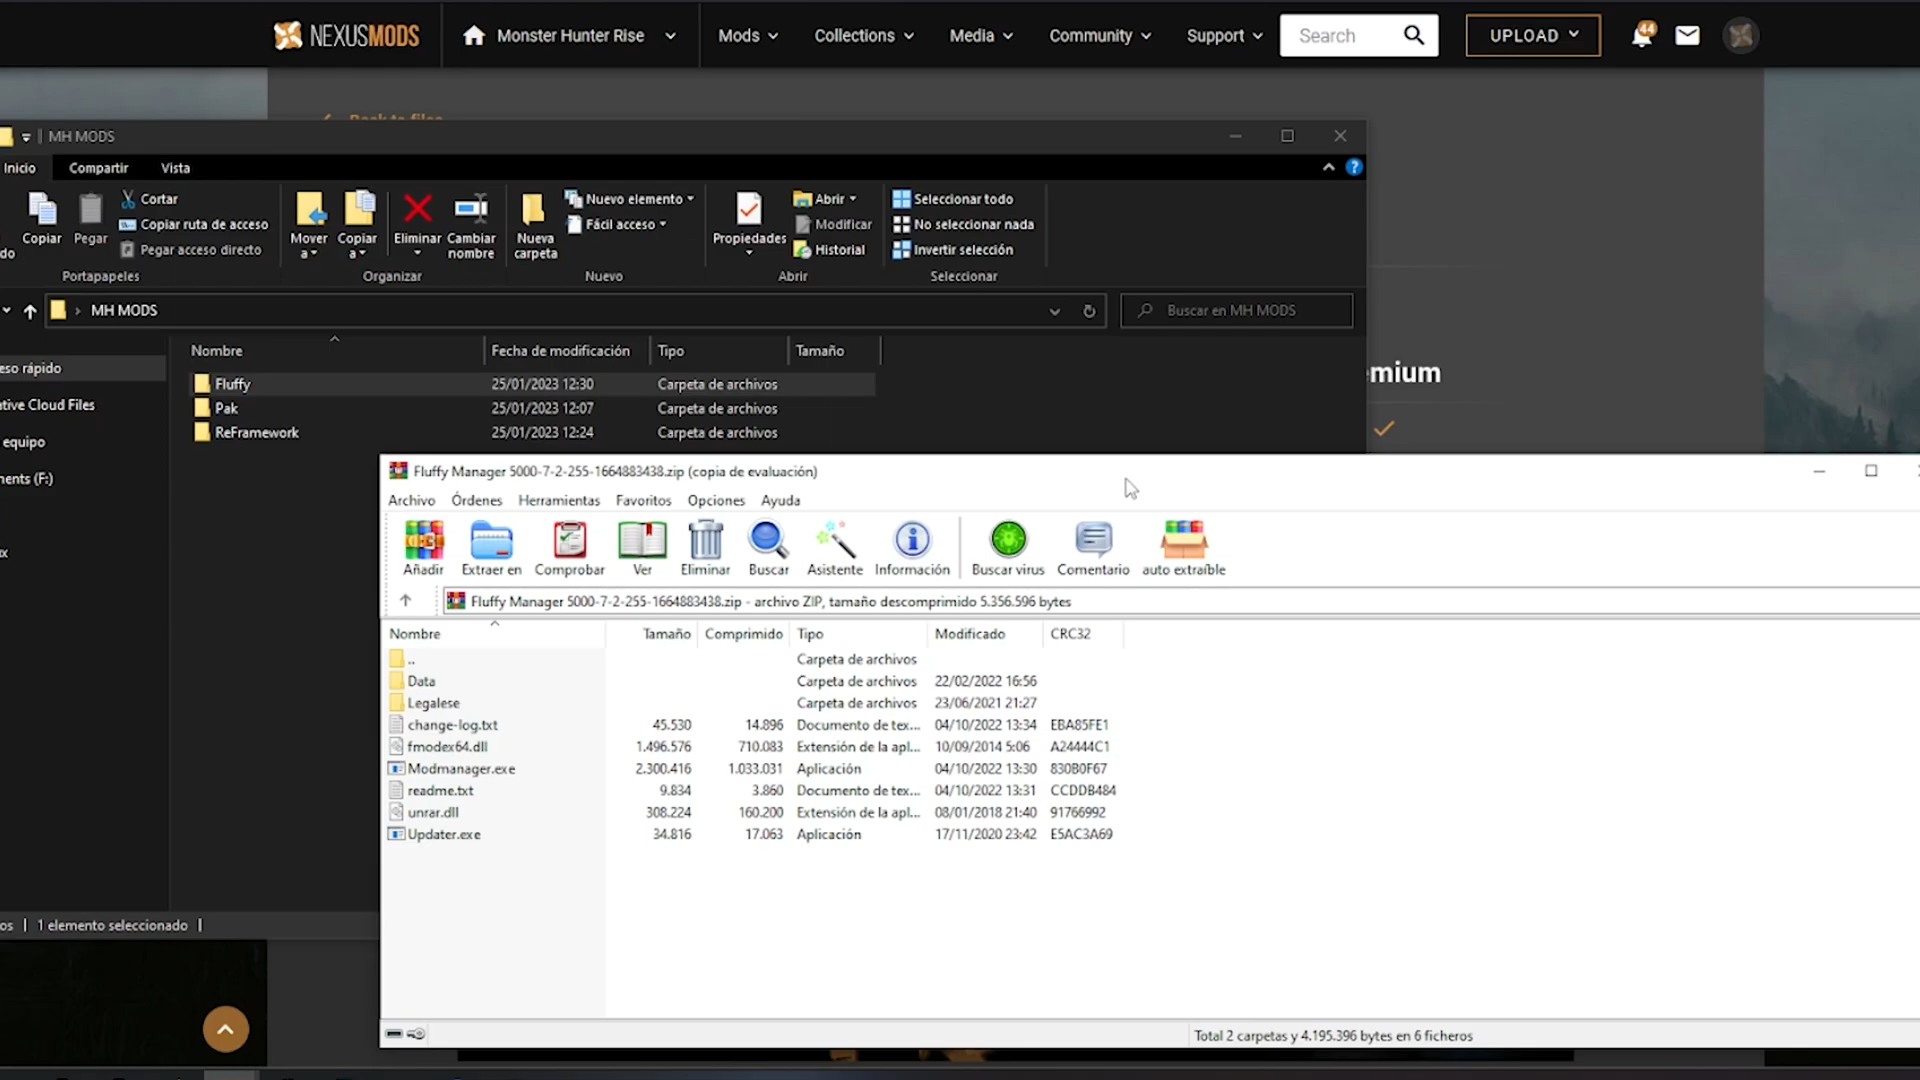 NEXUSMODS
Monster Hunter Rise
Mods
Collections
Media
Community
Support
Search
UPLOAD
44
Back to files
MH MODS
Inicio
Compartir
Vista
Copiar
Pegar
Cortar
Copiar ruta de acceso
Pegar acceso directo
Portapapeles
Mover a
Copiar a
Eliminar
Cambiar nombre
Organizar
Nueva carpeta
Nuevo elemento
Fácil acceso
Nuevo
Propiedades
Abrir
Modificar
Historial
Abrir
Seleccionar todo
No seleccionar nada
Invertir selección
Seleccionar
do
MH MODS
Buscar en MH MODS
Nombre Fecha de modificación Tipo Tamaño
Fluffy 25/01/2023 12:30 Carpeta de archivos
Pak 25/01/2023 12:07 Carpeta de archivos
ReFramework 25/01/2023 12:24 Carpeta de archivos
eso rápido
ative Cloud Files
equipo
nents (F:)
x
emium
Fluffy Manager 5000-7-2-255-1664883438.zip (copia de evaluación)
Archivo Órdenes Herramientas Favoritos Opciones Ayuda
Añadir Extraer en Comprobar Ver Eliminar Buscar Asistente Información Buscar virus Comentario auto extraíble
Fluffy Manager 5000-7-2-255-1664883438.zip - archivo ZIP, tamaño descomprimido 5.356.596 bytes
Nombre Tamaño Comprimido Tipo Modificado CRC32
.. Carpeta de archivos
Data Carpeta de archivos 22/02/2022 16:56
Legalese Carpeta de archivos 23/06/2021 21:27
change-log.txt 45.530 14.896 Documento de tex... 04/10/2022 13:34 EBA85FE1
fmodex64.dll 1.496.576 710.083 Extensión de la apl... 10/09/2014 5:06 A24444C1
Modmanager.exe 2.300.416 1.033.031 Aplicación 04/10/2022 13:30 830B0F67
readme.txt 9.834 3.860 Documento de tex... 04/10/2022 13:31 CCDDB484
unrar.dll 308.224 160.200 Extensión de la apl... 08/01/2018 21:40 91766992
Updater.exe 34.816 17.063 Aplicación 17/11/2020 23:42 E5AC3A69
os 1 elemento seleccionado
Total 2 carpetas y 4.195.396 bytes en 6 ficheros